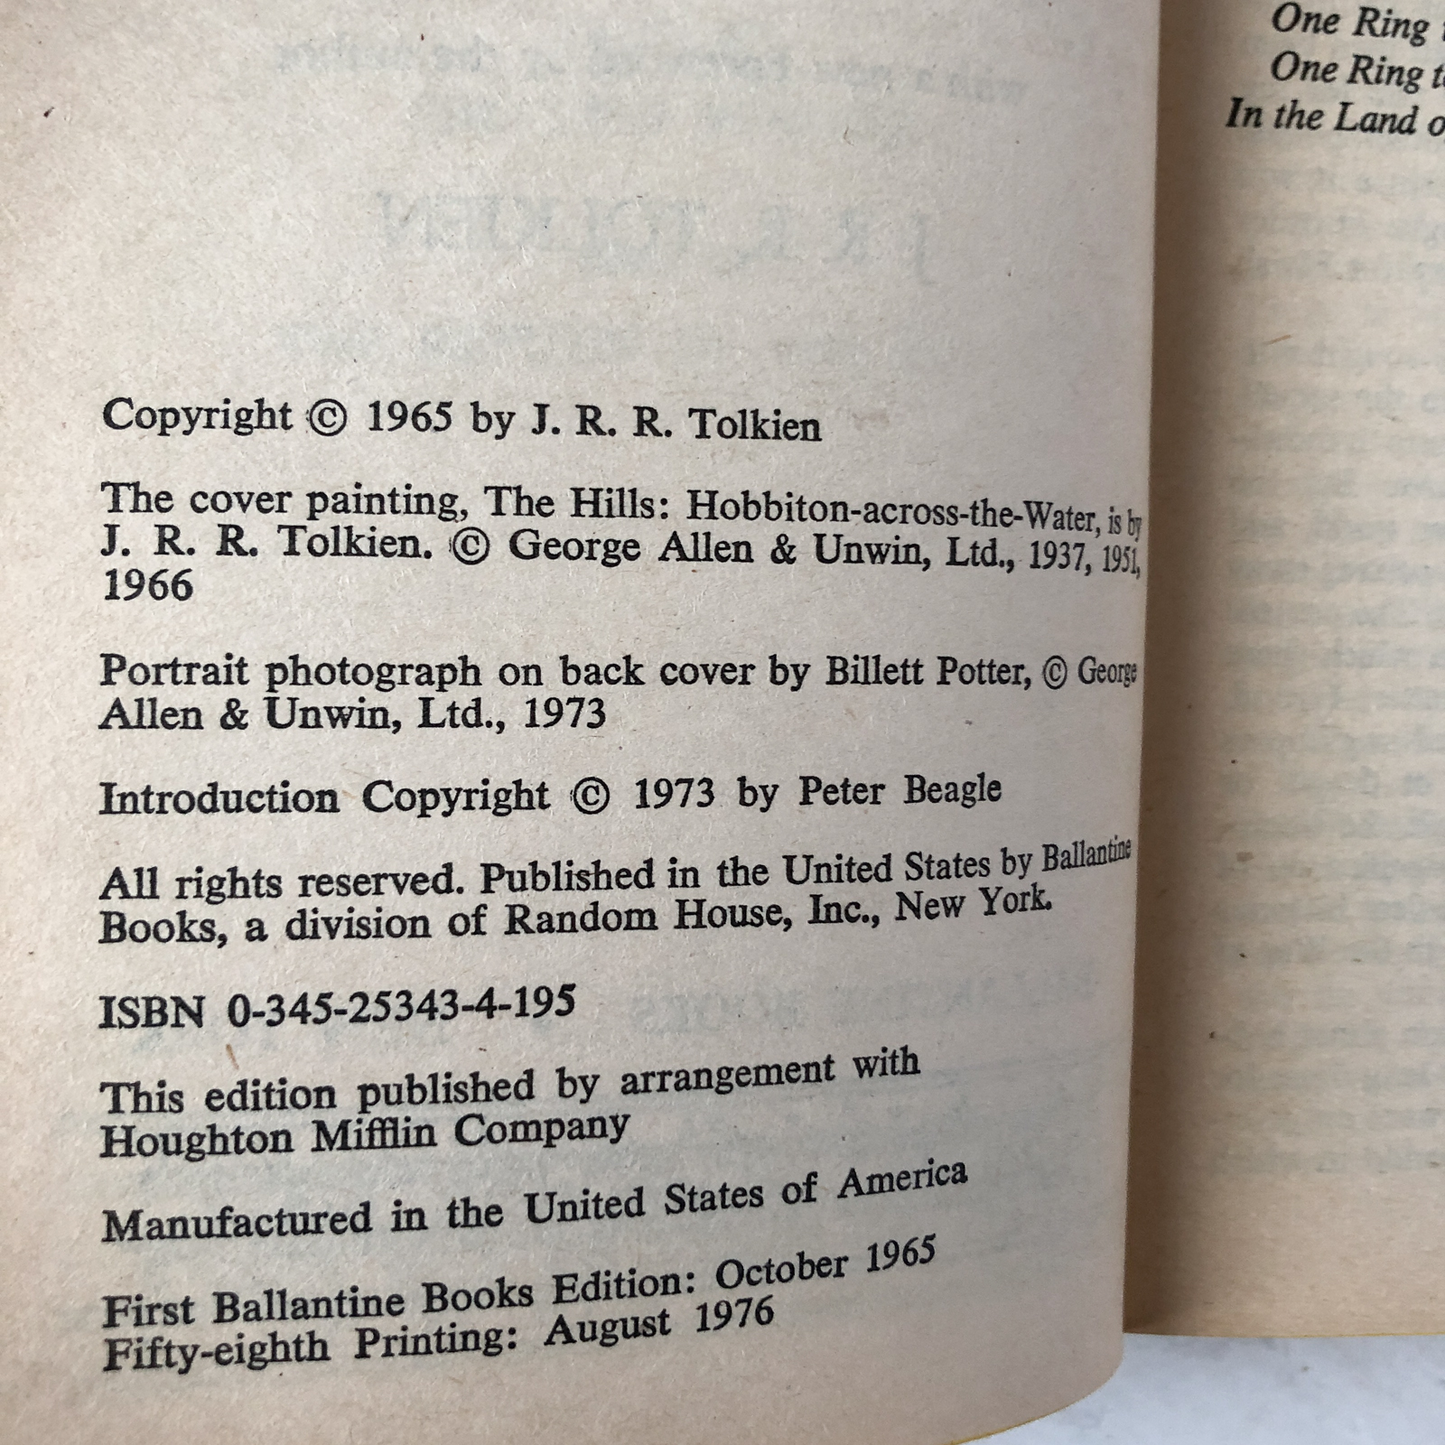 Copyright © 1965 by J. R. R. Tolkien
The cover painting, The Hills: Hobbiton-across-the-Water, is by
J. R. R. Tolkien. © George Allen & Unwin, Ltd., 1937, 1951,
1966
Portrait photograph on back cover by Billett Potter, © George
Allen & Unwin, Ltd., 1973
Introduction Copyright © 1973 by Peter Beagle
All rights reserved. Published in the United States by Ballantine
Books, a division of Random House, Inc., New York.
ISBN 0-345-25343-4-195
This edition published by arrangement with
Houghton Mifflin Company
Manufactured in the United States of America
First Ballantine Books Edition: October 1965
Fifty-eighth Printing: August 1976
One Ring
One Ring
In the Land